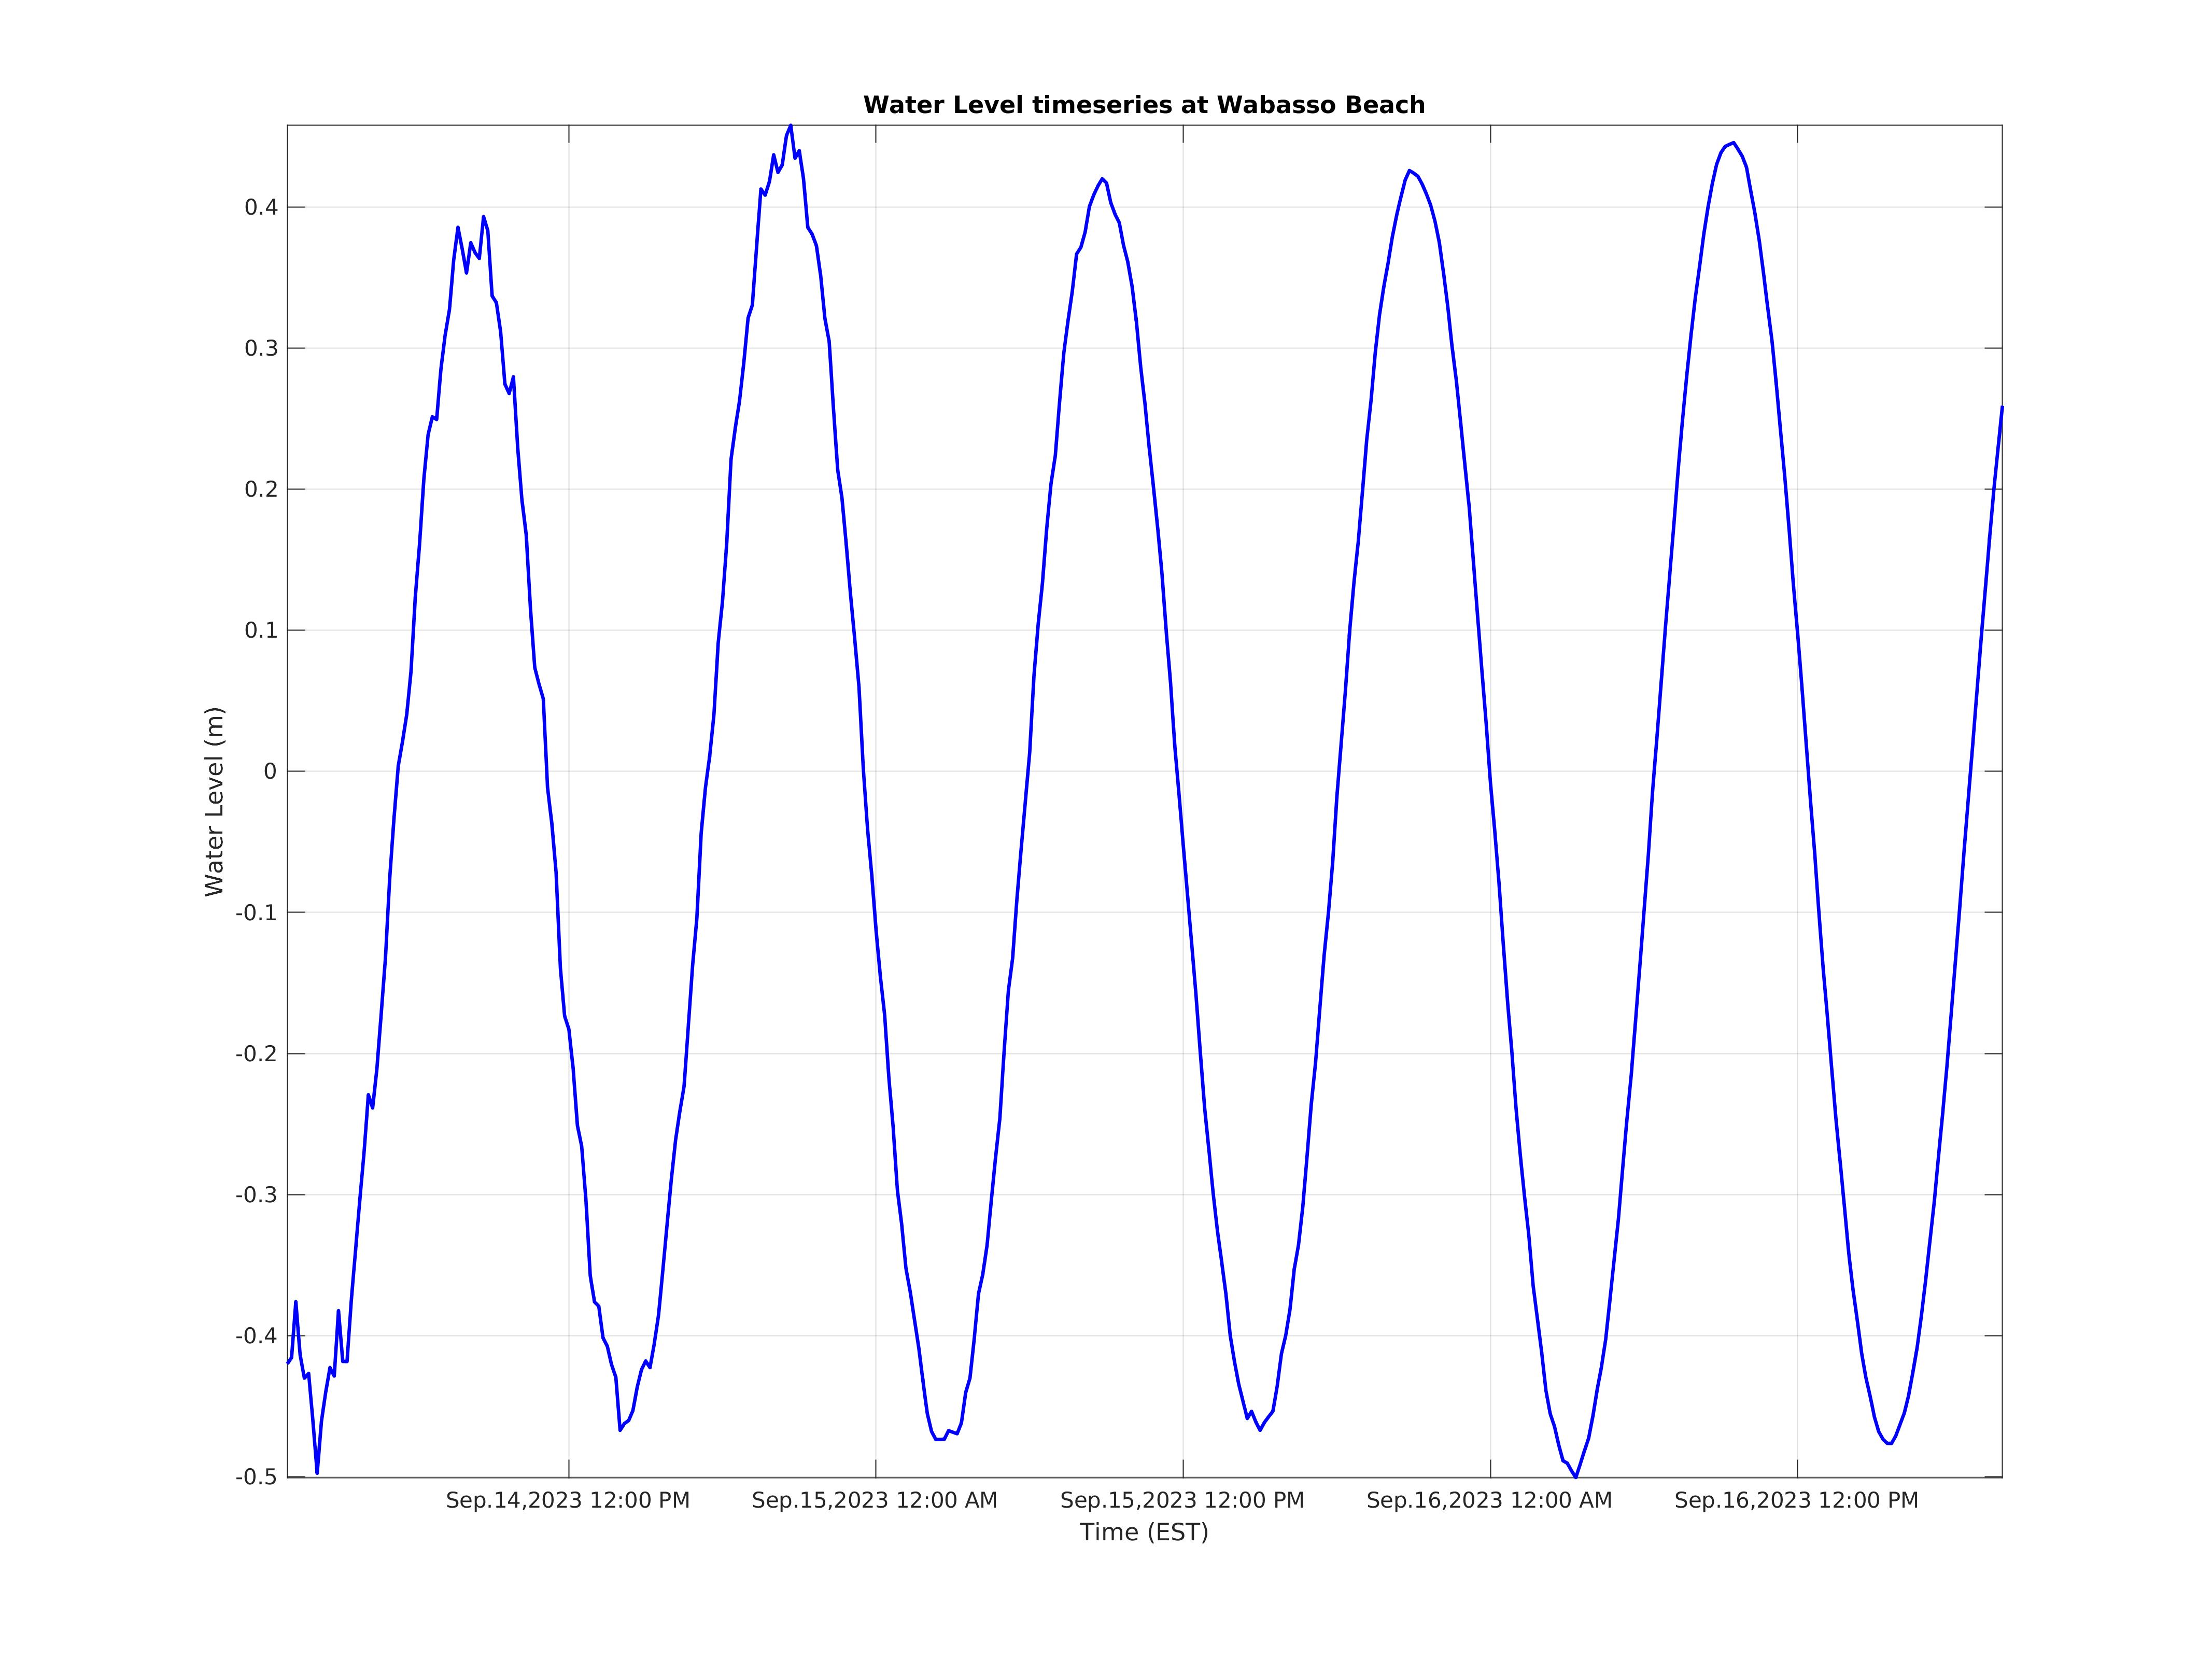 Water Level timeseries at Wabasso Beach
0.4
0.3
0.2
0.1
0
-0.1
-0.2
-0.3
-0.4
-0.5
Water Level (m)
Sep.14,2023 12:00 PM Sep.15,2023 12:00 AM Sep.15,2023 12:00 PM Sep.16,2023 12:00 AM Sep.16,2023 12:00 PM
Time (EST)